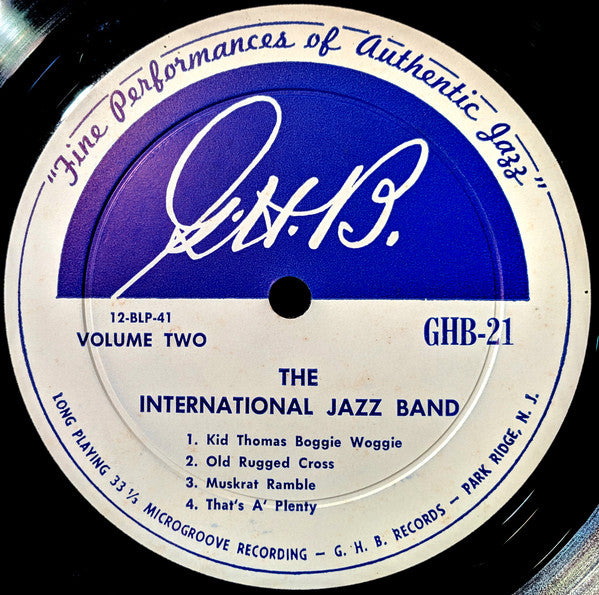 "Fine Performances of Authentic Jazz"
G.H.B.
12-BLP-41
VOLUME TWO
GHB-21
THE
INTERNATIONAL JAZZ BAND
1. Kid Thomas Boggie Woggie
2. Old Rugged Cross
3. Muskrat Ramble
4. That's A' Plenty
LONG PLAYING 33 ⅓ MICROGROOVE RECORDING – G. H. B. RECORDS – PARK RIDGE, N. J.